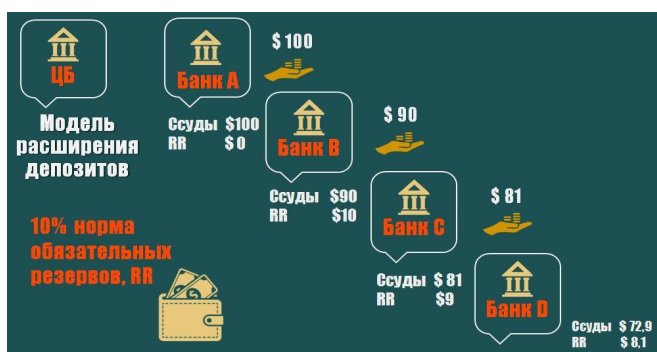 ЦБ
Модель
расширения
депозитов
10% норма
обязательных
резервов, RR
Банк А
$ 100
Ссуды $100
RR $ 0
Банк В
$ 90
Ссуды $90
RR $10
Банк С
$ 81
Ссуды $ 81
RR $9
Банк D
Ссуды $ 72,9
RR $ 8,1